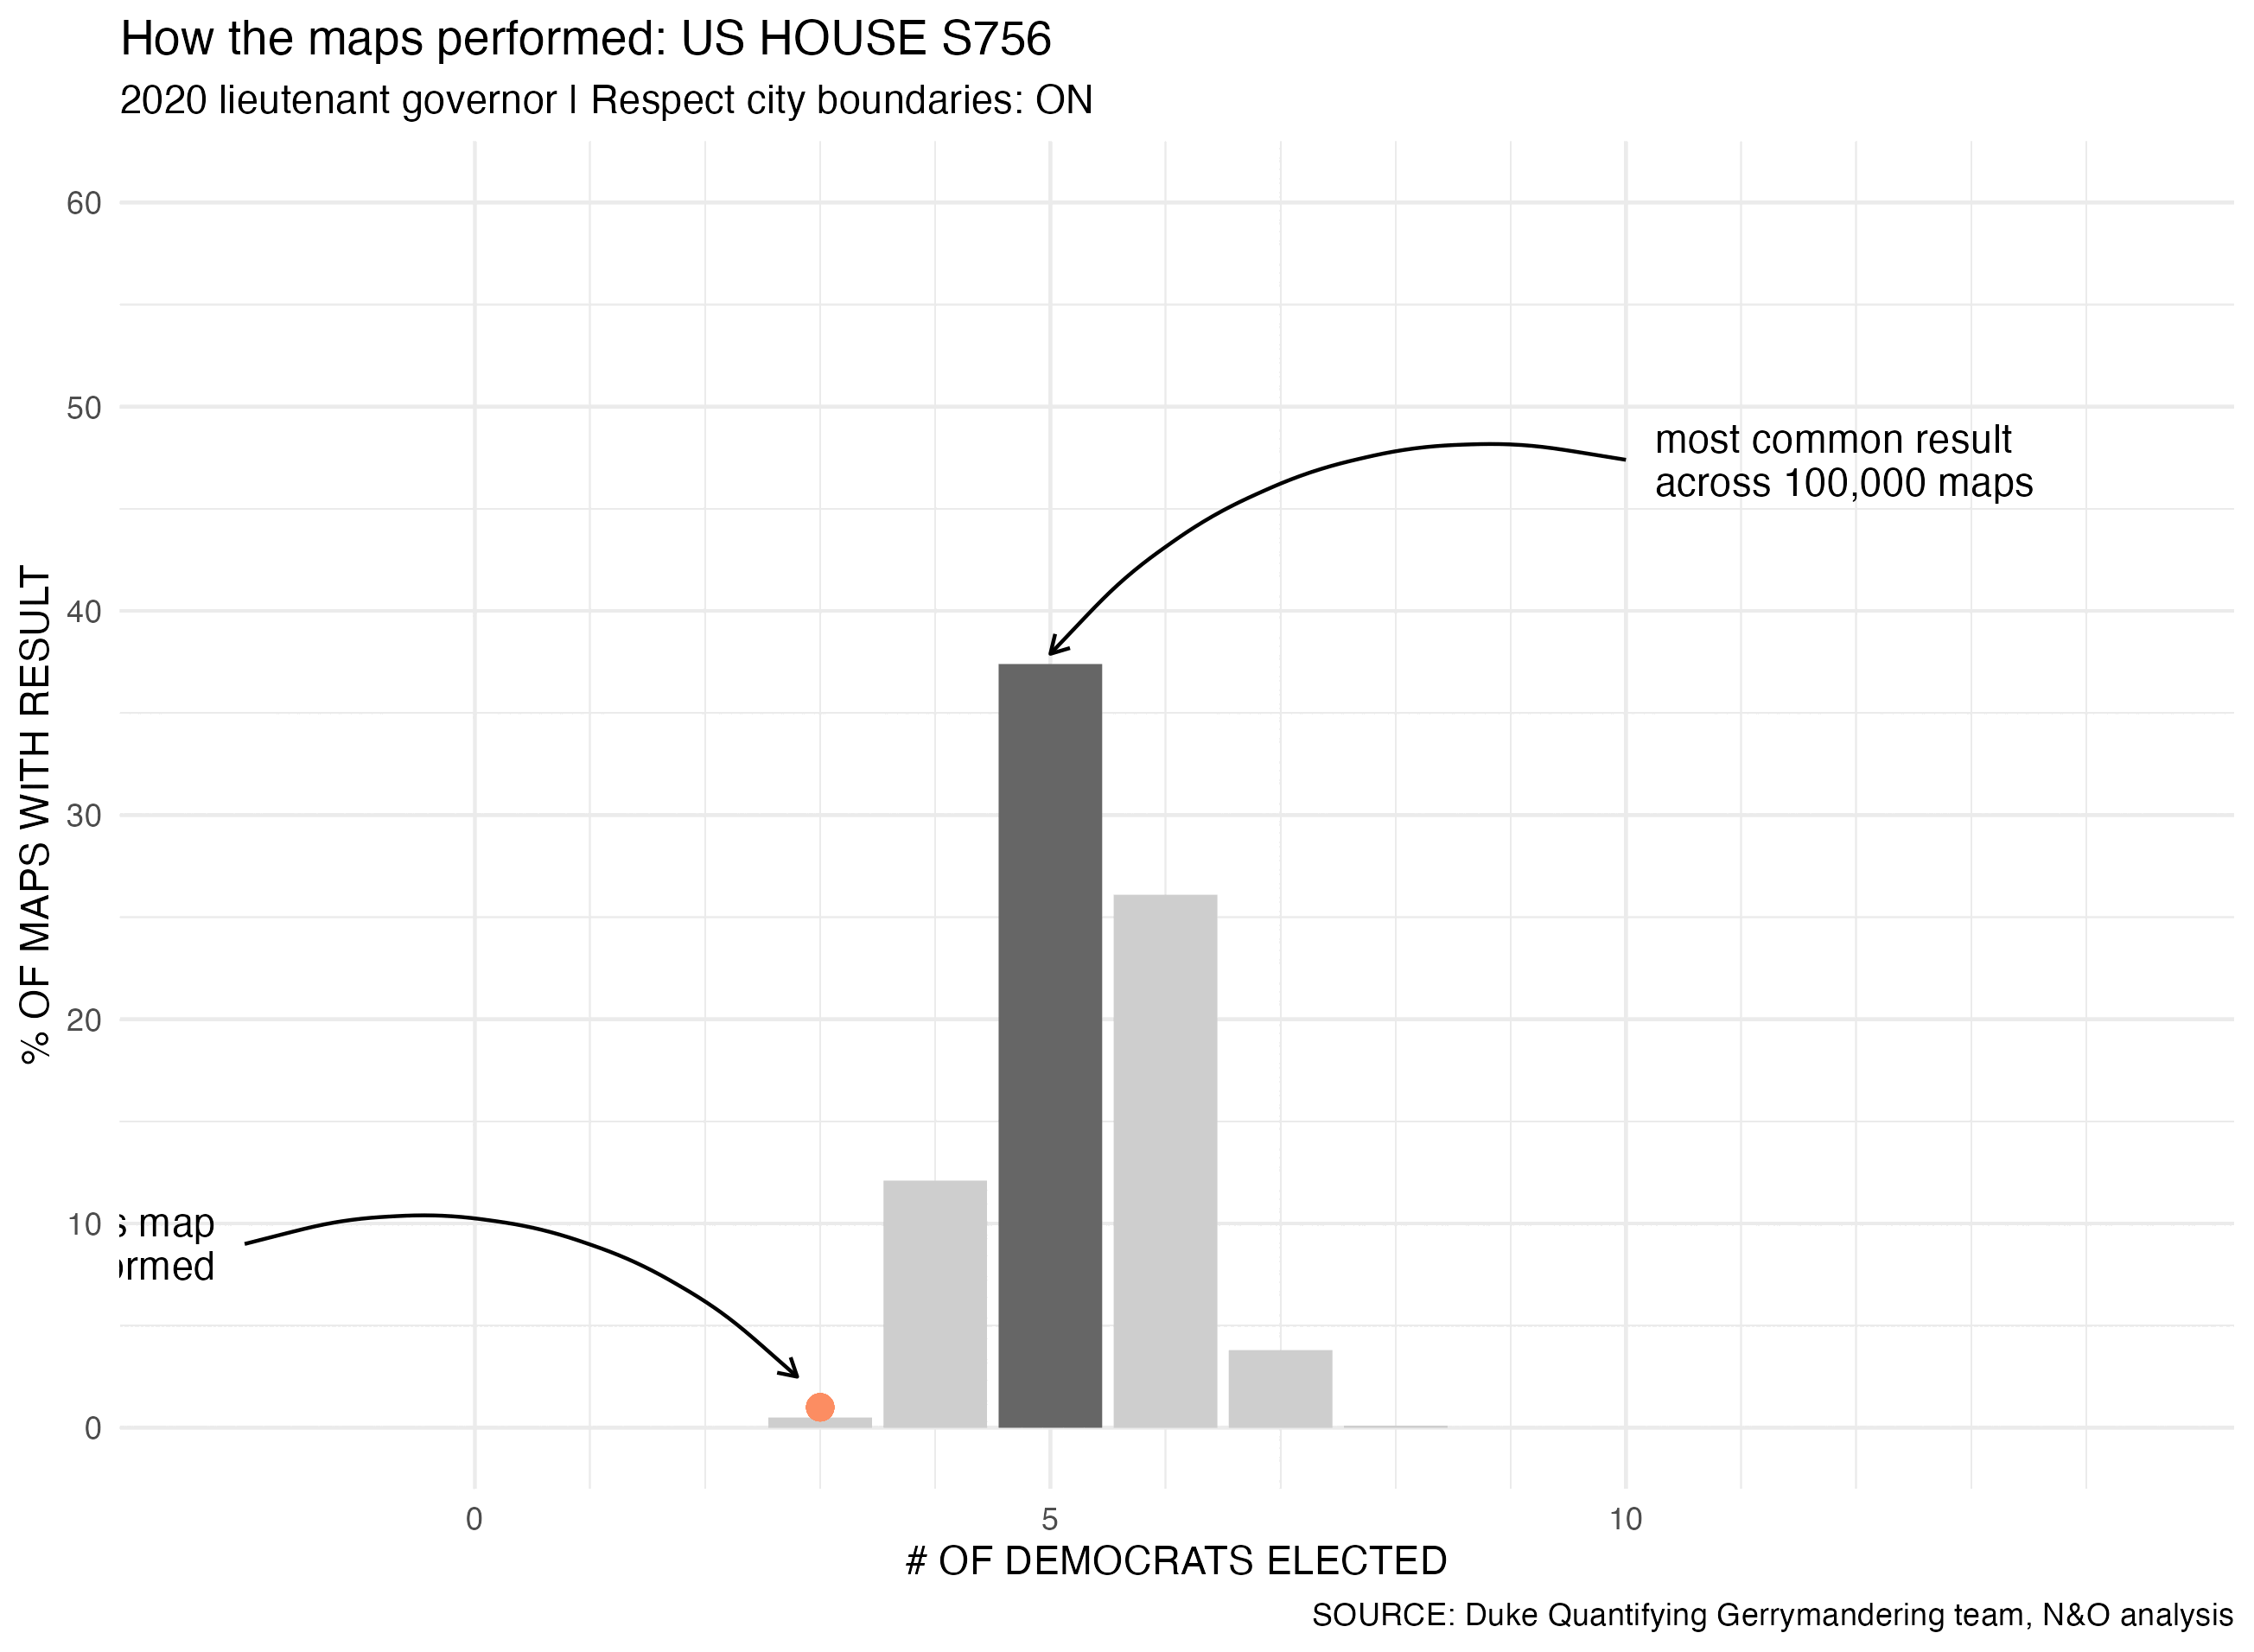 How the maps performed: US HOUSE S756
2020 lieutenant governor | Respect city boundaries: ON
% OF MAPS WITH RESULT
60
50
40
30
20
10
0
most common result
across 100,000 maps
map
0
5
10
# OF DEMOCRATS ELECTED
SOURCE: Duke Quantifying Gerrymandering team, N&O analysis